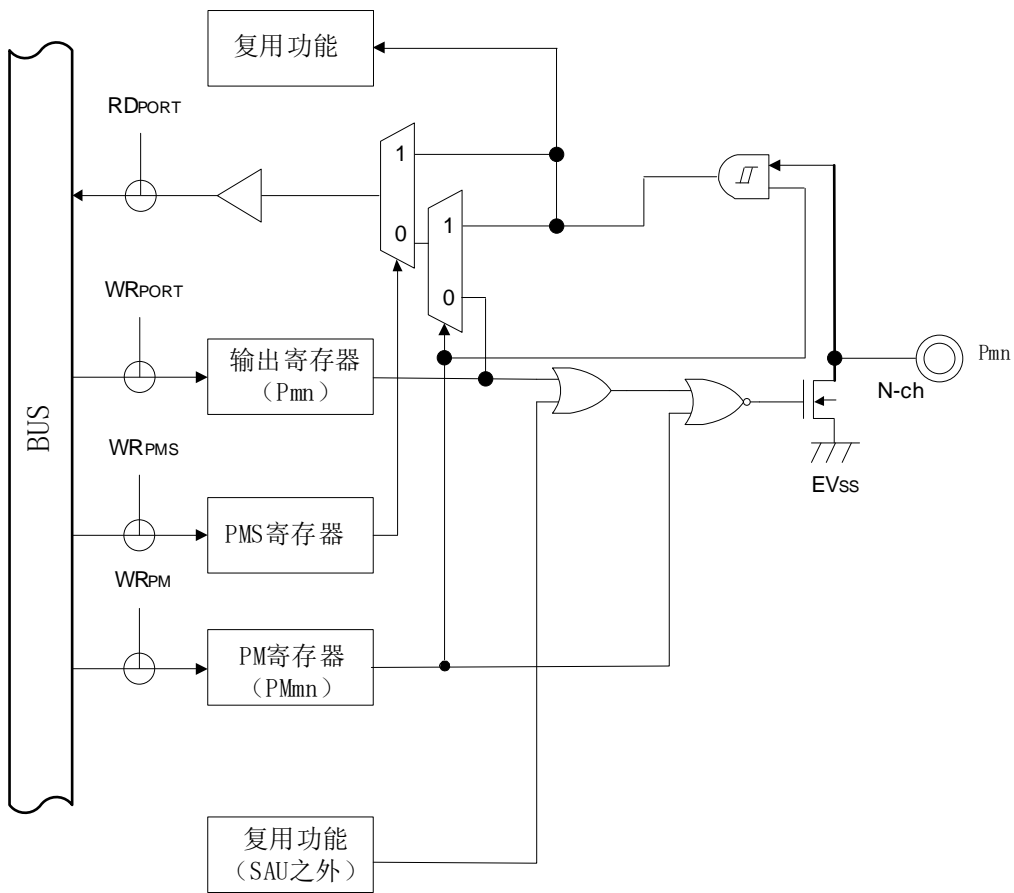 复用功能
RDPORT
1
0
1
0
WRPORT
输出寄存器
（Pmn）
Pmn
N-ch
EVSS
BUS
WRPMS
PMS寄存器
WRPM
PM寄存器
（PMmn）
复用功能
（SAU之外）